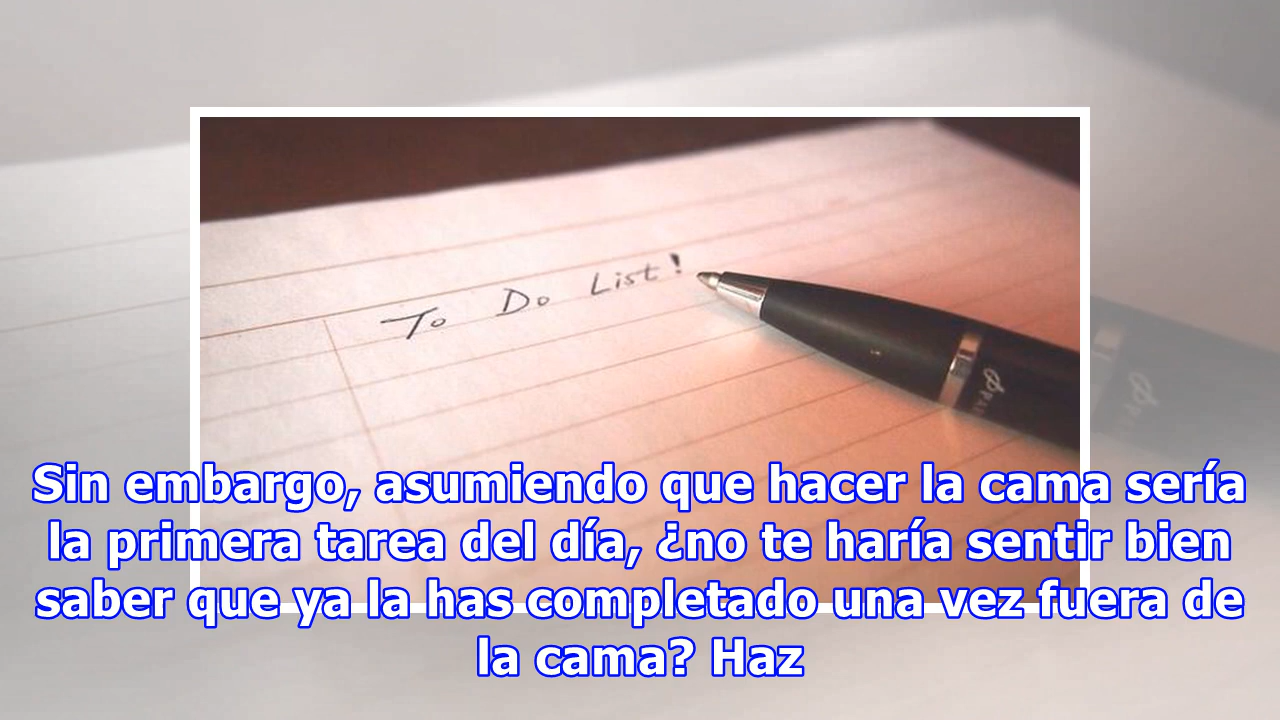 To Do List!
Sin embargo, asumiendo que hacer la cama sería
la primera tarea del día, ¿no te haría sentir bien
saber que ya la has completado una vez fuera de
la cama? Haz